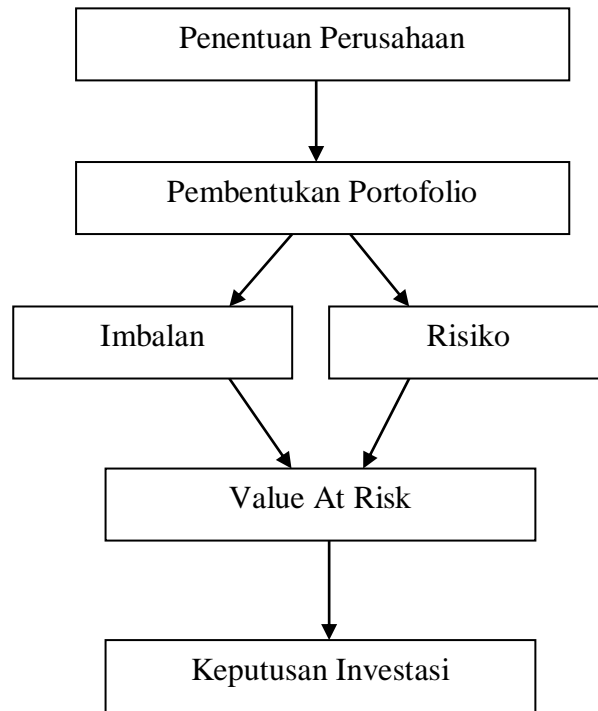 Penentuan Perusahaan
Pembentukan Portofolio
Imbalan
Risiko
Value At Risk
Keputusan Investasi